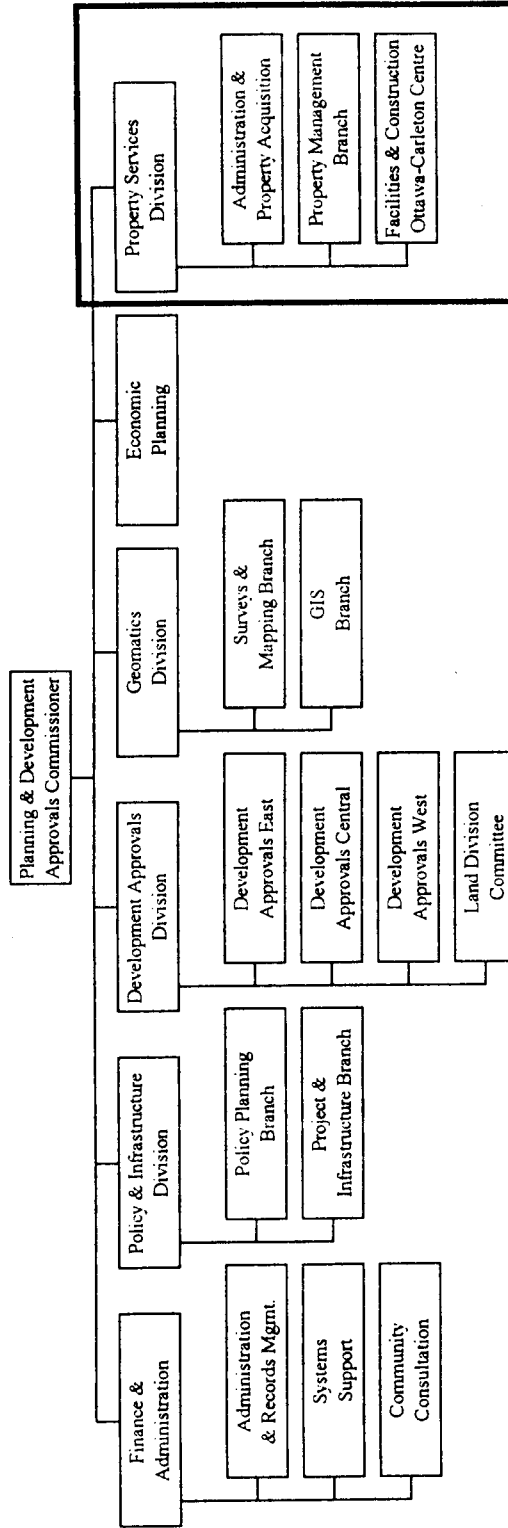 Planning & Development
Approvals Commissioner
Finance &
Administration
Administration
& Records Mgmt.
Systems
Support
Community
Consultation
Policy & Infrastructure
Division
Policy Planning
Branch
Project &
Infrastructure Branch
Development Approvals
Division
Development
Approvals East
Development
Approvals Central
Development
Approvals West
Land Division
Committee
Geomatics
Division
Surveys &
Mapping Branch
GIS
Branch
Economic
Planning
Property Services
Division
Administration &
Property Acquisition
Property Management
Branch
Facilities & Construction
Ottawa-Carleton Centre